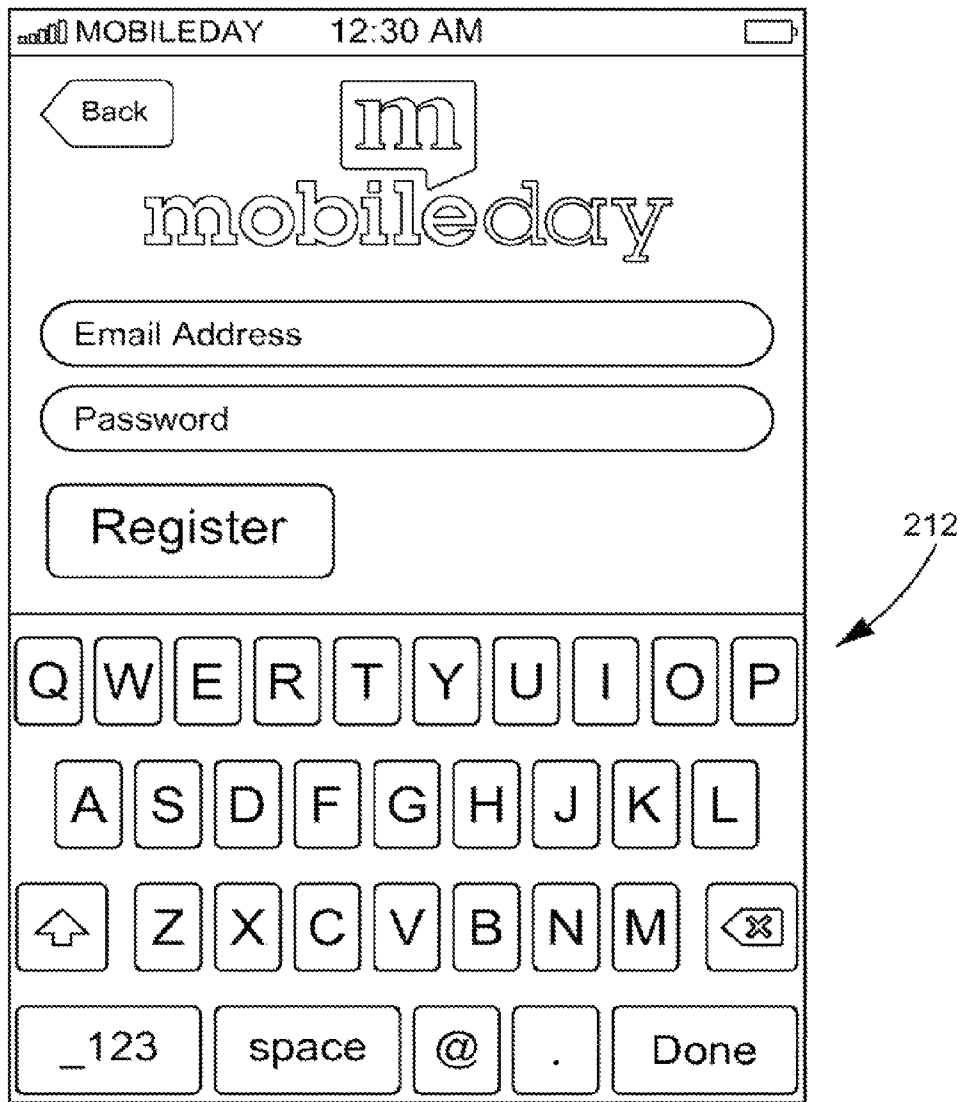 MOBILEDAY 12:30 AM
Back
m
mobileday
Email Address
Password
Register
212
Q W E R T Y U I O P
A S D F G H J K L
Z X C V B N M
_123 space @ . Done